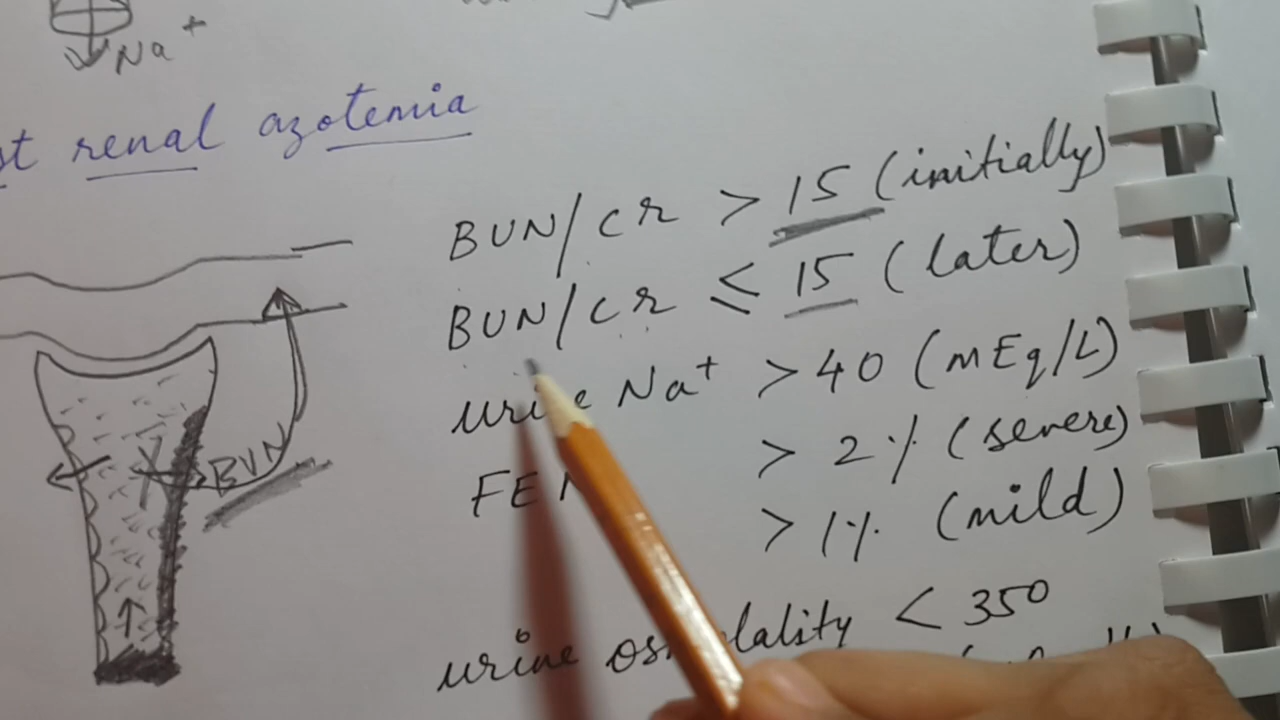 Na+
st renal azotemia
BUN/Cr > 15 (initially)
BUN/Cr ≤ 15 (later)
urine Na+ > 40 (mEq/L)
FE > 2% (severe)
> 1% (mild)
BUN
urine < 350